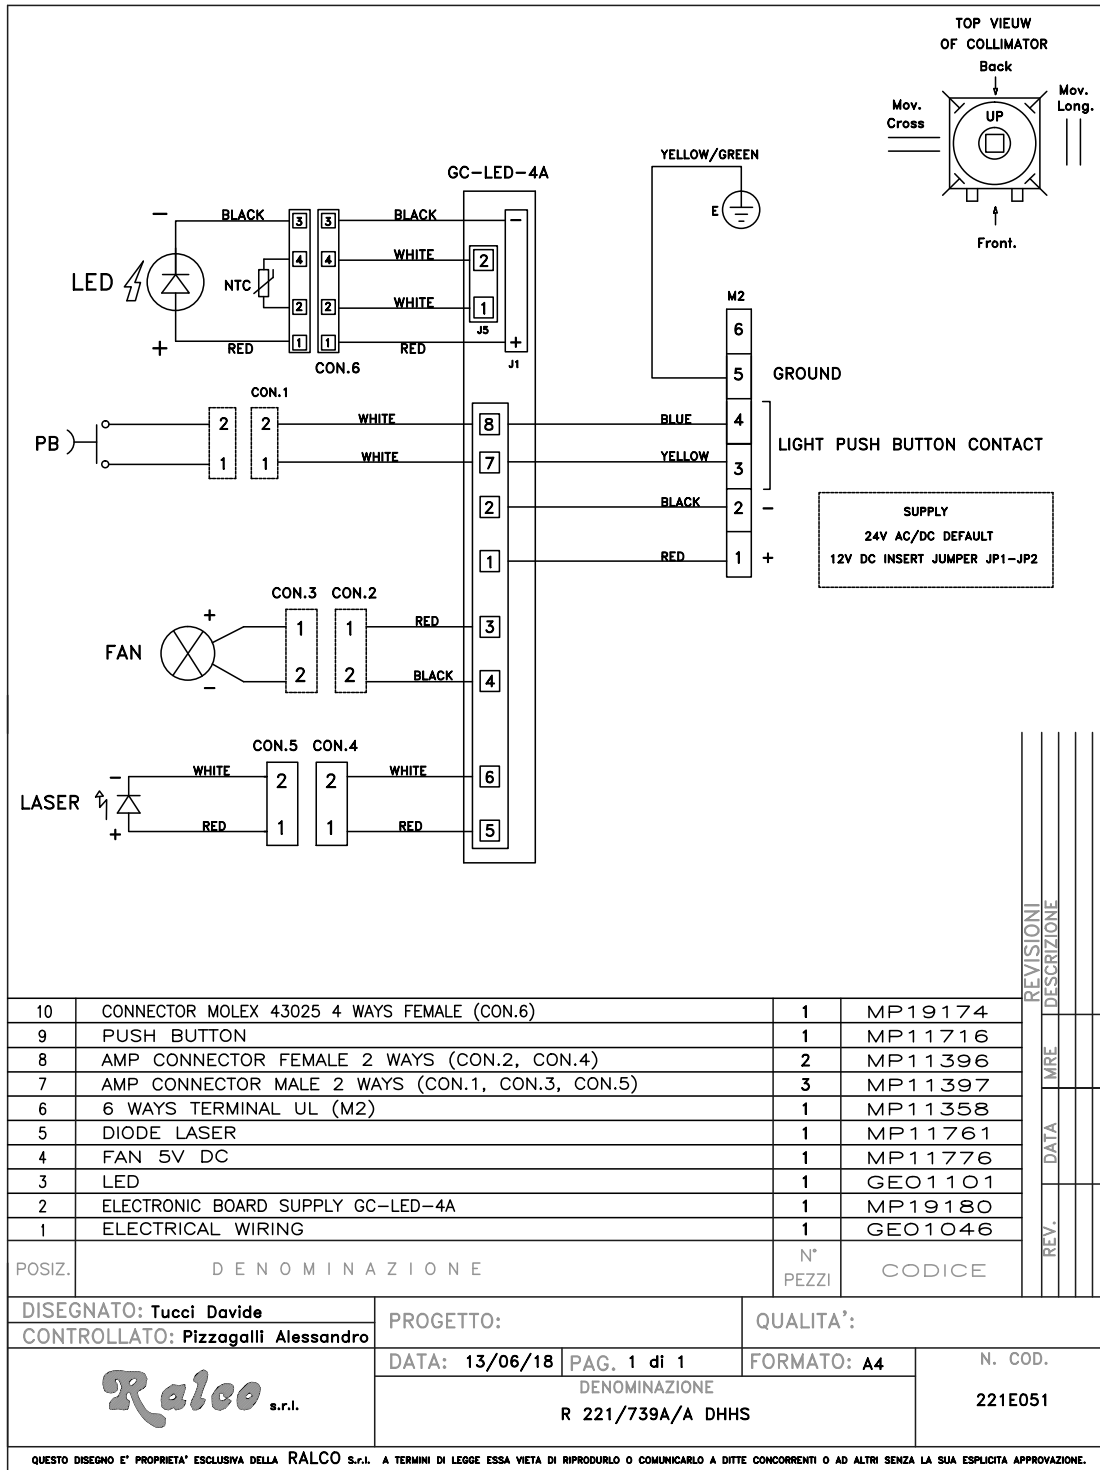 TOP VIEUW
OF COLLIMATOR
Back
Mov.
Cross
Mov.
Long.
UP
Front.
YELLOW/GREEN
E
GC-LED-4A
- BLACK 3 3 BLACK -
4 4 WHITE 2
LED NTC
2 2 WHITE 1
J5
+ RED 1 1 RED +
CON.6
J1
M2
6
5 GROUND
CON.1
PB
2 2 WHITE 8 BLUE 4
LIGHT PUSH BUTTON CONTACT
1 1 WHITE 7 YELLOW 3
2 BLACK 2 -
1 RED 1 +
SUPPLY
24V AC/DC DEFAULT
12V DC INSERT JUMPER JP1-JP2
CON.3 CON.2
+ 1 1 RED 3
FAN
- 2 2 BLACK 4
CON.5 CON.4
- WHITE 2 2 WHITE 6
LASER
+ RED 1 1 RED 5
10 CONNECTOR MOLEX 43025 4 WAYS FEMALE (CON.6) 1 MP19174
9 PUSH BUTTON 1 MP11716
8 AMP CONNECTOR FEMALE 2 WAYS (CON.2, CON.4) 2 MP11396
7 AMP CONNECTOR MALE 2 WAYS (CON.1, CON.3, CON.5) 3 MP11397
6 6 WAYS TERMINAL UL (M2) 1 MP11358
5 DIODE LASER 1 MP11761
4 FAN 5V DC 1 MP11776
3 LED 1 GE01101
2 ELECTRONIC BOARD SUPPLY GC-LED-4A 1 MP19180
1 ELECTRICAL WIRING 1 GE01046
POSIZ. DENOMINAZIONE N° PEZZI CODICE
REVISIONI
DESCRIZIONE
MRE
DATA
REV.
DISEGNATO: Tucci Davide
CONTROLLATO: Pizzagalli Alessandro
PROGETTO:
QUALITA':
Ralco s.r.l.
DATA: 13/06/18 PAG. 1 di 1 FORMATO: A4
DENOMINAZIONE
R 221/739A/A DHHS
N. COD.
221E051
QUESTO DISEGNO E' PROPRIETA' ESCLUSIVA DELLA RALCO S.r.l. A TERMINI DI LEGGE ESSA VIETA DI RIPRODURLO O COMUNICARLO A DITTE CONCORRENTI O AD ALTRI SENZA LA SUA ESPLICITA APPROVAZIONE.